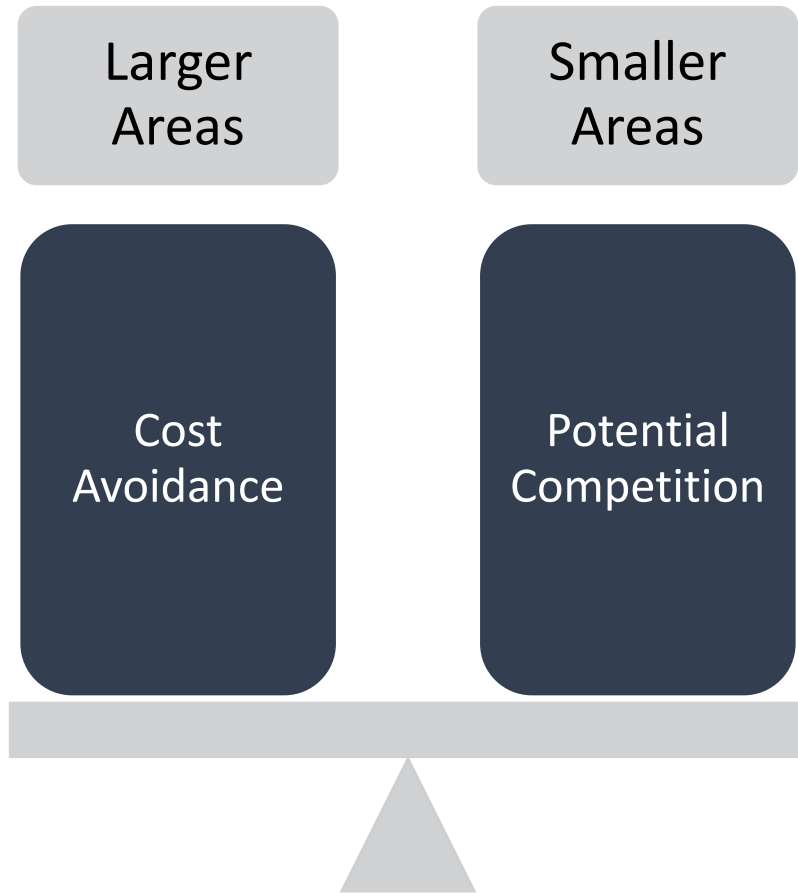 Larger
Areas
Smaller
Areas
Cost
Avoidance
Potential
Competition